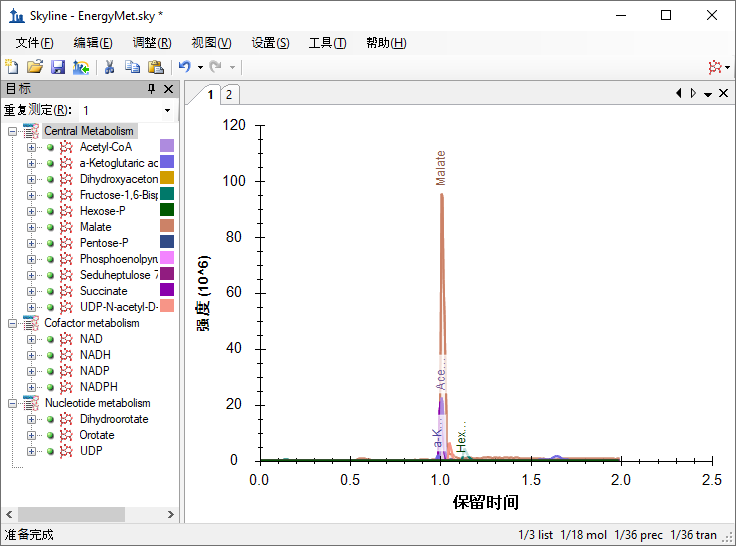 Skyline - EnergyMet.sky *
文件(F) 编辑(E) 调整(R) 视图(V) 设置(S) 工具(T) 帮助(H)
目标
重复测定(R): 1
Central Metabolism
Acetyl-CoA
a-Ketoglutaric ac
Dihydroxyaceton
Fructose-1,6-Bisp
Hexose-P
Malate
Pentose-P
Phosphoenolpyru
Seduheptulose 7
Succinate
UDP-N-acetyl-D-
Cofactor metabolism
NAD
NADH
NADP
NADPH
Nucleotide metabolism
Dihydroorotate
Orotate
UDP
1 2
120
100
80
60
40
20
0
强度 (10^6)
Malate
Ace...
a-K...
Hex...
0.0 0.5 1.0 1.5 2.0 2.5
保留时间
准备完成 1/3 list 1/18 mol 1/36 prec 1/36 tran